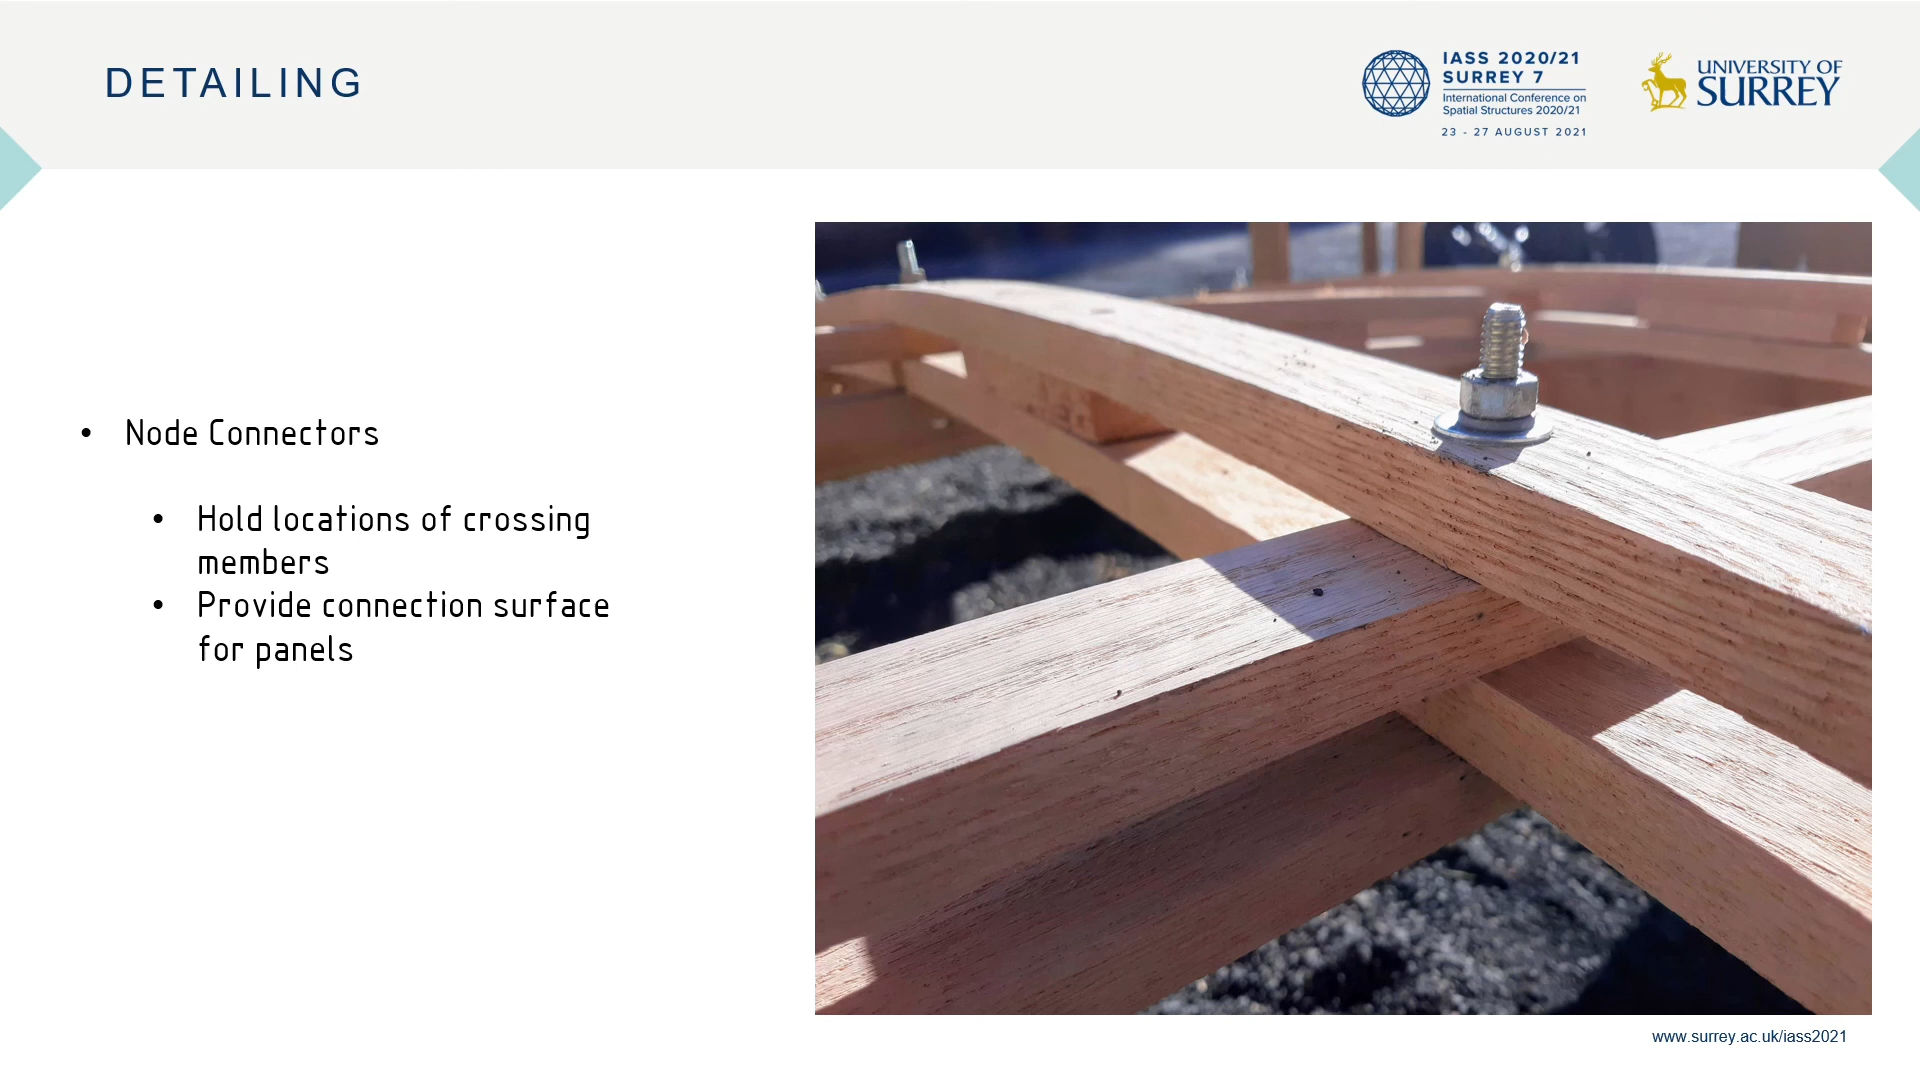 DETAILING
IASS 2020/21
SURREY 7
International Conference on
Spatial Structures 2020/21
23 - 27 AUGUST 2021
UNIVERSITY OF
SURREY
• Node Connectors
• Hold locations of crossing
members
• Provide connection surface
for panels
www.surrey.ac.uk/iass2021